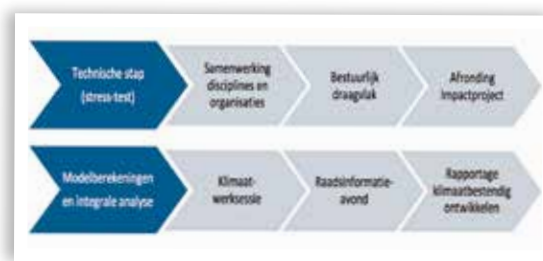 Technische stap
(stress-test)
Samenwerking
disciplines en
organisaties
Bestuurlijk
draagvlak
Afronding
Impactproject
Modelberekeningen
en integrale analyse
Klimaat-
werksessie
Raadsinformatie-
avond
Rapportage
klimaatbestendig
ontwikkelen